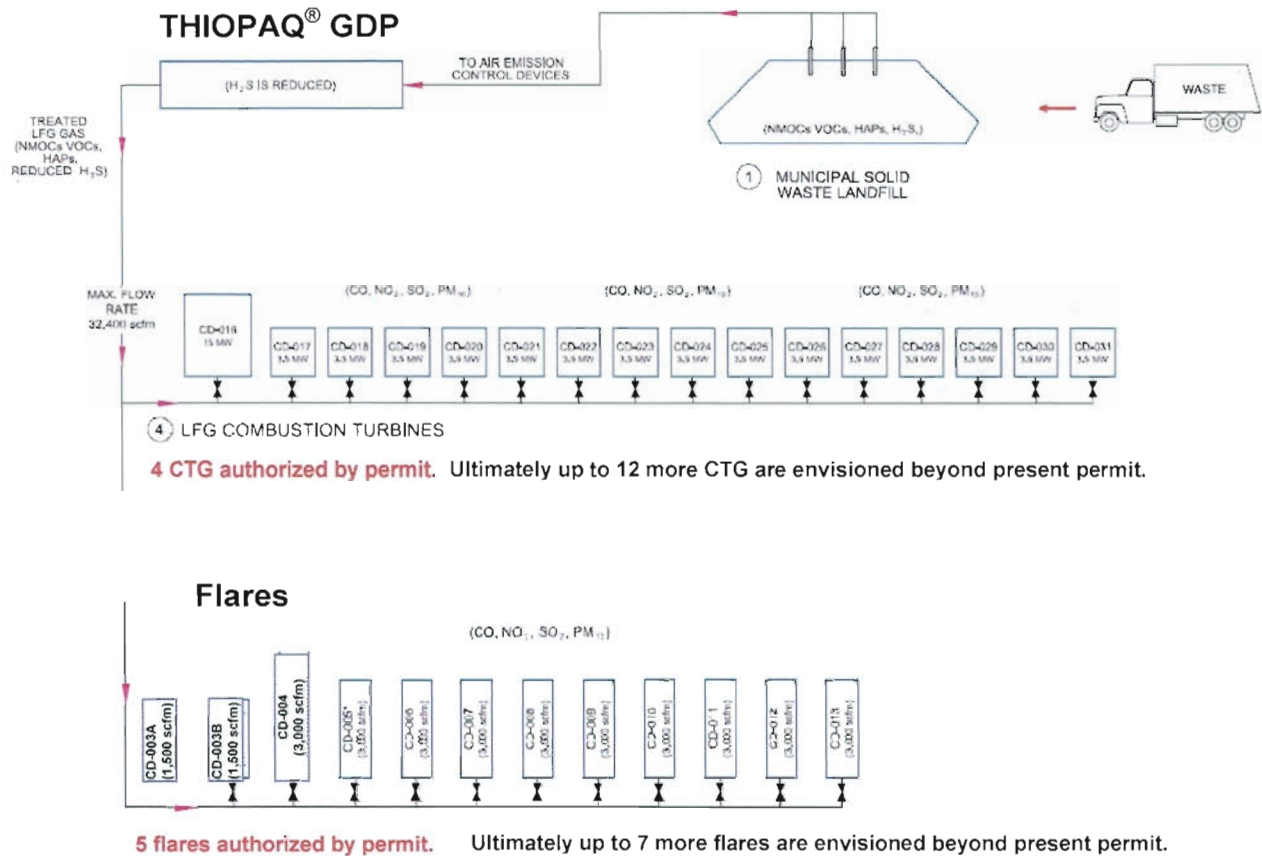 THIOPAQ® GDP
(H₂S IS REDUCED)
TO AIR EMISSION
CONTROL DEVICES
WASTE
(NMOCs VOCs, HAPs, H₂S,)
1 MUNICIPAL SOLID
WASTE LANDFILL
TREATED
LFG GAS
(NMOCs VOCs,
HAPs,
REDUCED H₂S)
MAX. FLOW
RATE
32,400 scfm
(CO, NO₂, SO₂, PM₁₀) (CO, NO₂, SO₂, PM₁₀) (CO, NO₂, SO₂, PM₁₀)
CD-016
15 MW
CD-017
3.5 MW
CD-018
3.5 MW
CD-019
3.5 MW
CD-020
3.5 MW
CD-021
3.5 MW
CD-022
3.5 MW
CD-023
3.5 MW
CD-024
3.5 MW
CD-025
3.5 MW
CD-026
3.5 MW
CD-027
3.5 MW
CD-028
3.5 MW
CD-029
3.5 MW
CD-030
3.5 MW
CD-031
3.5 MW
4 LFG COMBUSTION TURBINES
4 CTG authorized by permit. Ultimately up to 12 more CTG are envisioned beyond present permit.
Flares
(CO, NO₂, SO₂, PM₁₀)
CD-003A
(1,500 scfm)
CD-003B
(1,500 scfm)
CD-004
(3,000 scfm)
CD-005*
(3,000 scfm)
CD-006
(3,000 scfm)
CD-007
(3,000 scfm)
CD-008
(3,000 scfm)
CD-009
(3,000 scfm)
CD-010
(3,000 scfm)
CD-011
(3,000 scfm)
CD-012
(3,000 scfm)
CD-013
(3,000 scfm)
5 flares authorized by permit. Ultimately up to 7 more flares are envisioned beyond present permit.